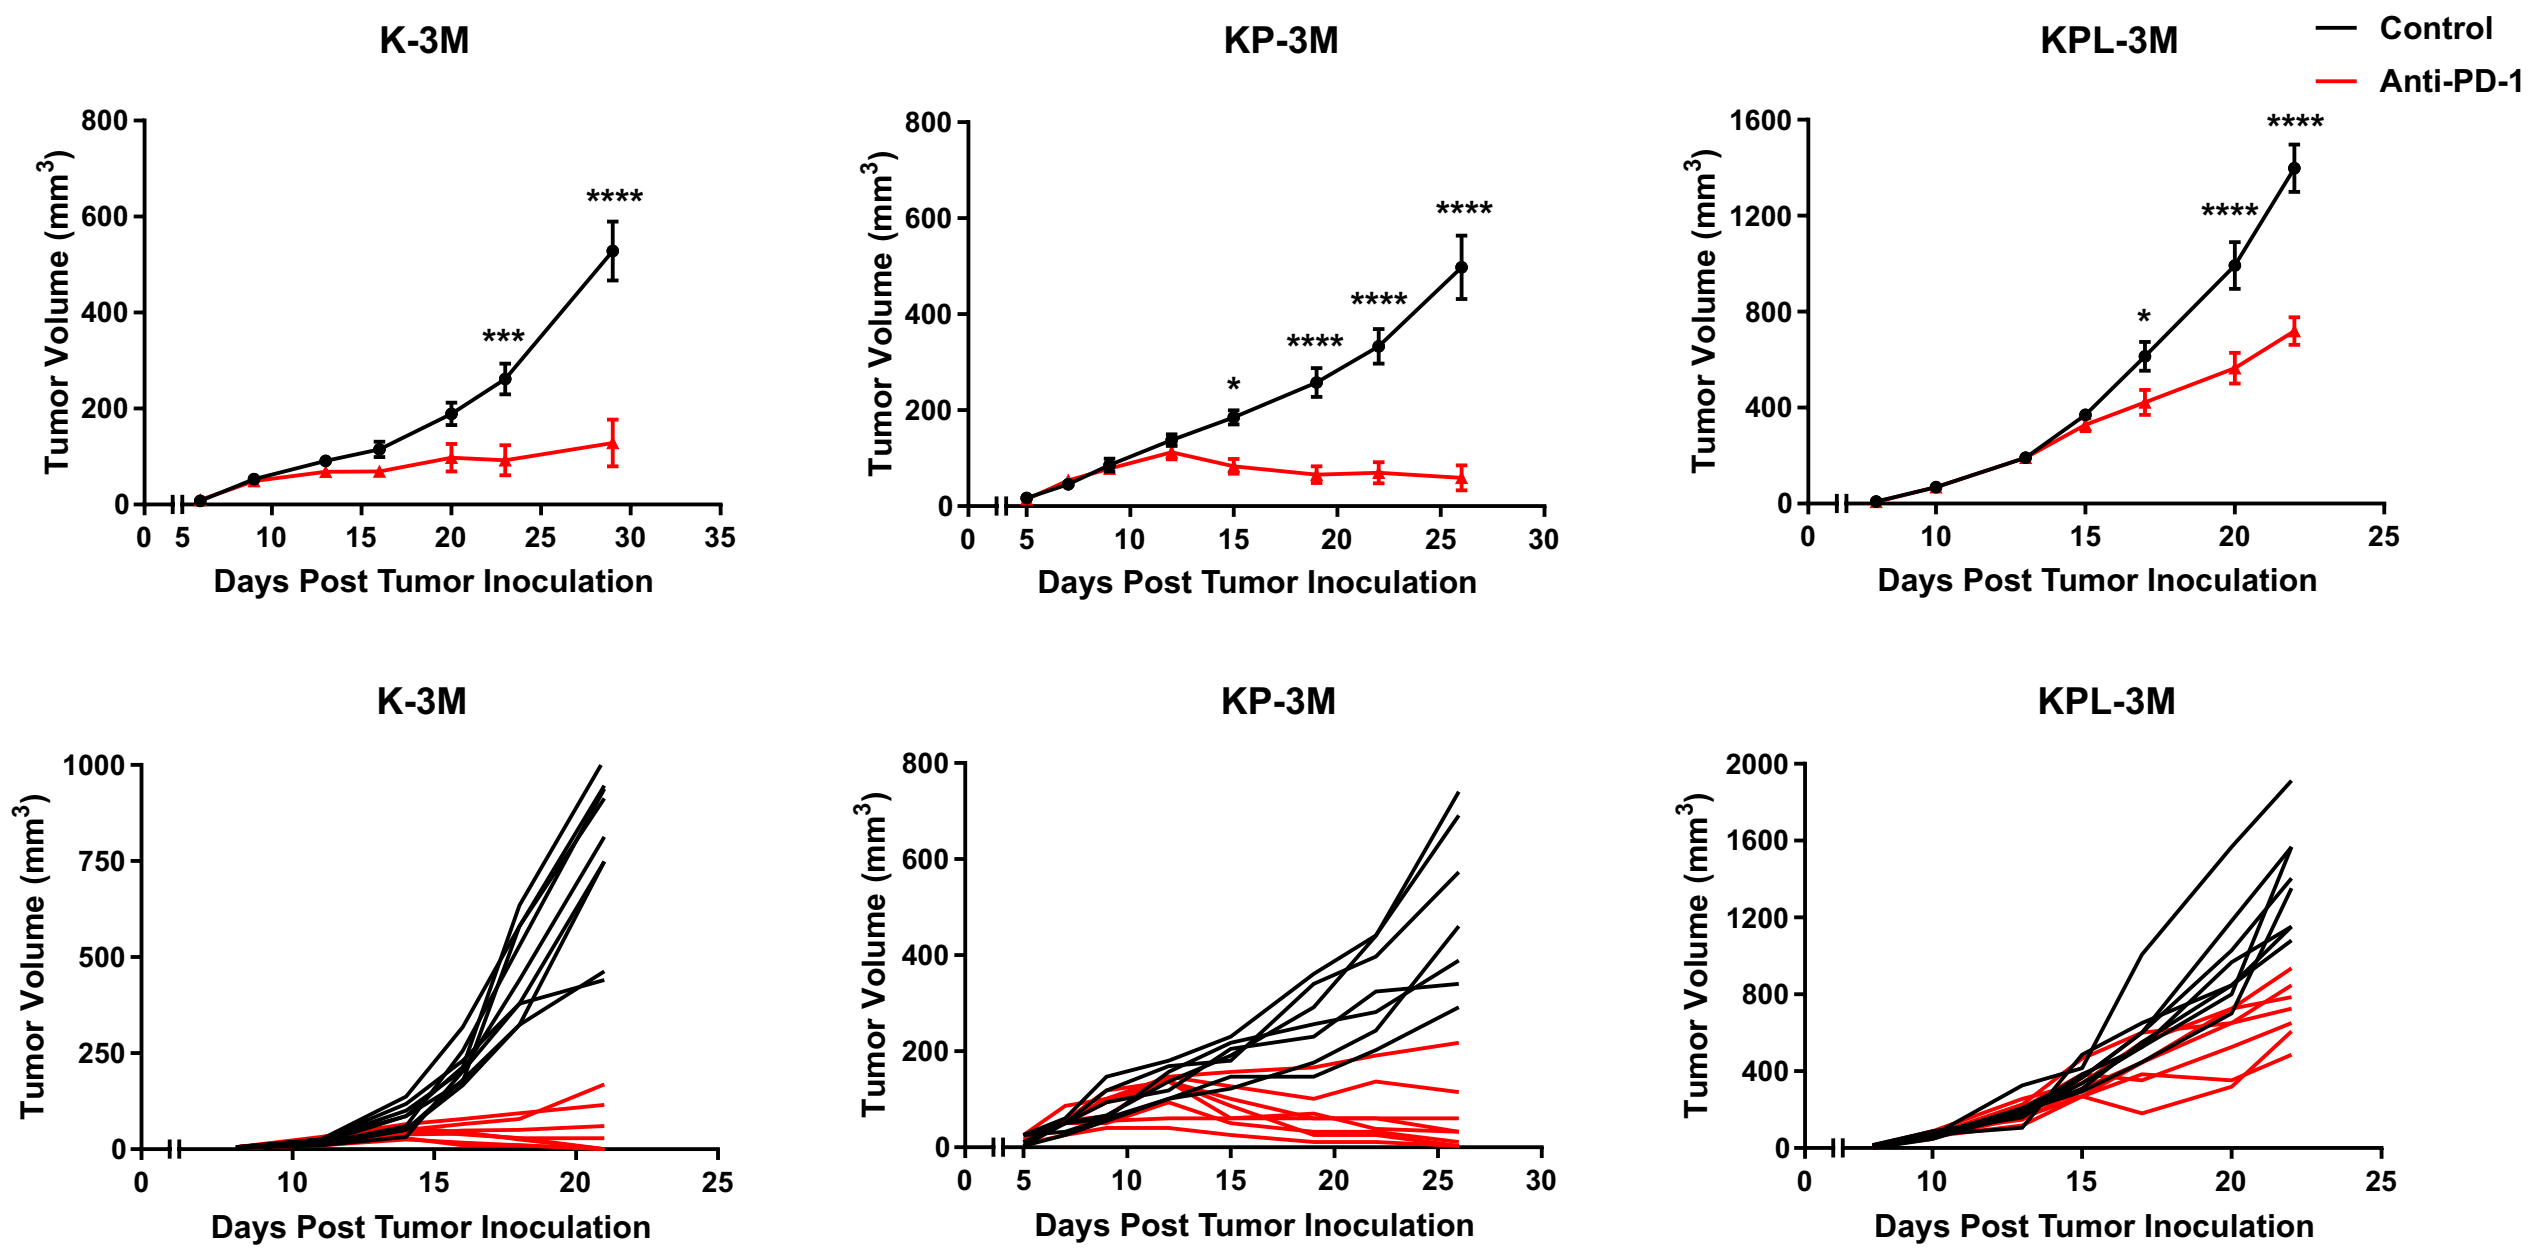 K-3M
KP-3M
KPL-3M
Control
Anti-PD-1
Tumor Volume (mm³)
800
600
400
200
0
0 5 10 15 20 25 30 35
Days Post Tumor Inoculation
***
****
Tumor Volume (mm³)
800
600
400
200
0
0 5 10 15 20 25 30
Days Post Tumor Inoculation
*
****
****
****
Tumor Volume (mm³)
1600
1200
800
400
0
0 10 15 20 25
Days Post Tumor Inoculation
*
****
****
K-3M
KP-3M
KPL-3M
Tumor Volume (mm³)
1000
750
500
250
0
0 10 15 20 25
Days Post Tumor Inoculation
Tumor Volume (mm³)
800
600
400
200
0
0 5 10 15 20 25 30
Days Post Tumor Inoculation
Tumor Volume (mm³)
2000
1600
1200
800
400
0
0 10 15 20 25
Days Post Tumor Inoculation